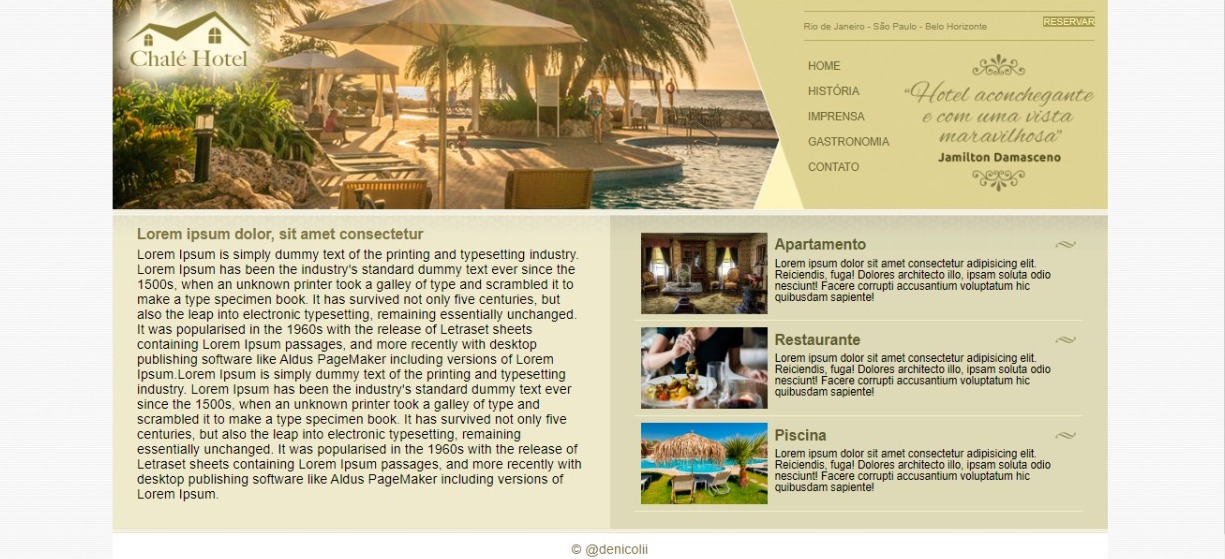 Chalé Hotel
Rio de Janeiro - São Paulo - Belo Horizonte
RESERVAR
HOME
HISTÓRIA
IMPRENSA
GASTRONOMIA
CONTATO
“Hotel aconchegante
e com uma vista
maravilhosa”
Jamilton Damasceno
Lorem ipsum dolor, sit amet consectetur
Lorem Ipsum is simply dummy text of the printing and typesetting industry.
Lorem Ipsum has been the industry's standard dummy text ever since the
1500s, when an unknown printer took a galley of type and scrambled it to
make a type specimen book. It has survived not only five centuries, but
also the leap into electronic typesetting, remaining essentially unchanged.
It was popularised in the 1960s with the release of Letraset sheets
containing Lorem Ipsum passages, and more recently with desktop
publishing software like Aldus PageMaker including versions of Lorem
Ipsum.Lorem Ipsum is simply dummy text of the printing and typesetting
industry. Lorem Ipsum has been the industry's standard dummy text ever
since the 1500s, when an unknown printer took a galley of type and
scrambled it to make a type specimen book. It has survived not only five
centuries, but also the leap into electronic typesetting, remaining
essentially unchanged. It was popularised in the 1960s with the release of
Letraset sheets containing Lorem Ipsum passages, and more recently with
desktop publishing software like Aldus PageMaker including versions of
Lorem Ipsum.
Apartamento
Lorem ipsum dolor sit amet consectetur adipisicing elit.
Reiciendis, fuga! Dolores architecto illo, ipsam soluta odio
nesciunt! Facere corrupti accusantium voluptatum hic
quibusdam sapiente!
Restaurante
Lorem ipsum dolor sit amet consectetur adipisicing elit.
Reiciendis, fuga! Dolores architecto illo, ipsam soluta odio
nesciunt! Facere corrupti accusantium voluptatum hic
quibusdam sapiente!
Piscina
Lorem ipsum dolor sit amet consectetur adipisicing elit.
Reiciendis, fuga! Dolores architecto illo, ipsam soluta odio
nesciunt! Facere corrupti accusantium voluptatum hic
quibusdam sapiente!
© @denicolii